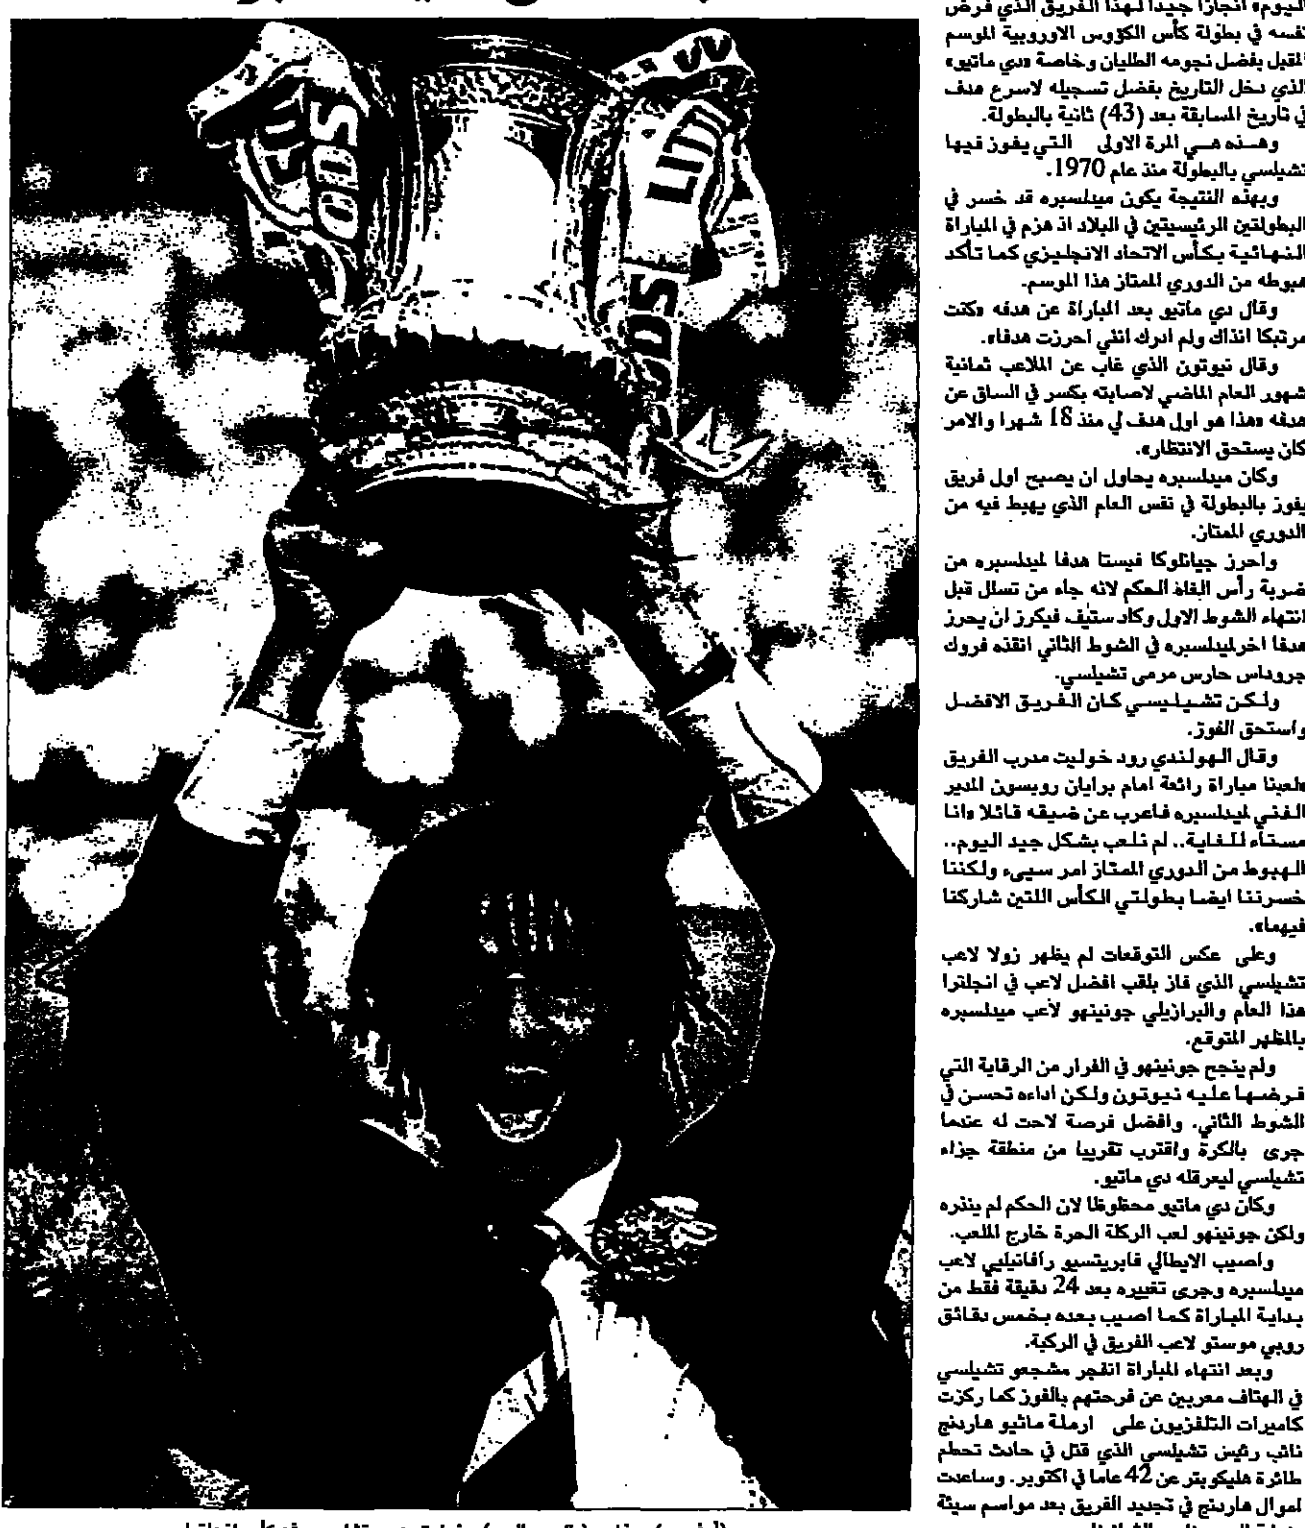 اليوم» انجازا جيدا لهذا الفريق الذي فرض
نفسه في بطولة كأس الكؤوس الاوروبية الموسم
المقبل بفضل نجومه الطليان وخاصة «دي ماتيو»
الذي دخل التاريخ بفضل تسجيله لاسرع هدف
في تاريخ المسابقة بعد (43) ثانية بالبطولة.
وهذه هي المرة الاولى التي يفوز فيها
تشيلسي بالبطولة منذ عام 1970.
وبهذه النتيجة يكون ميدلسبره قد خسر في
البطولتين الرئيسيتين في البلاد اذ هزم في المباراة
النهائية بكأس الاتحاد الانجليزي كما تأكد
هبوطه من الدوري الممتاز هذا الموسم.
وقال دي ماتيو بعد المباراة عن هدفه «كنت
مرتبكا انذاك ولم ادرك انني احرزت هدفا».
وقال نيوتون الذي غاب عن الملاعب ثمانية
شهور العام الماضي لاصابته بكسر في الساق عن
هدفه «هذا هو اول هدف لي منذ 18 شهرا والامر
كان يستحق الانتظار».
وكان ميدلسبره يحاول ان يصبح اول فريق
يفوز بالبطولة في نفس العام الذي يهبط فيه من
الدوري الممتاز.
واحرز جيانلوكا فيستا هدفا لميدلسبره من
ضربة رأس الغاه الحكم لانه جاء من تسلل قبل
انتهاء الشوط الاول وكاد ستيف فيكرز ان يحرز
هدفا اخرلميدلسبره في الشوط الثاني انقذه فروك
جروداس حارس مرمى تشيلسي.
ولكن تشيليسي كان الفريق الافضل
واستحق الفوز.
وقال الهولندي رود خوليت مدرب الفريق
«لعبنا مباراة رائعة امام برايان روبسون المدير
الفني لميدلسبره فاعرب عن ضيقه قائلا «انا
مستأء للغاية.. لم نلعب بشكل جيد اليوم..
الهبوط من الدوري الممتاز امر سيىء ولكننا
خسرتنا ايضا بطولتي الكأس اللتين شاركنا
فيهما».
وعلى عكس التوقعات لم يظهر زولا لاعب
تشيلسي الذي فاز بلقب افضل لاعب في انجلترا
هذا العام والبرازيلي جونينهو لاعب ميدلسبره
بالمظهر المتوقع.
ولم ينجح جونينهو في الفرار من الرقابة التي
فرضها عليه نيوتون ولكن اداءه تحسن في
الشوط الثاني. وافضل فرصة لاحت له عندما
جرى بالكرة واقترب تقريبا من منطقة جزاء
تشيلسي ليعرقله دي ماتيو.
وكان دي ماتيو محظوظا لان الحكم لم ينذره
ولكن جونينهو لعب الركلة الحرة خارج الملعب.
واصيب الايطالي فابريتسيو رافانيليي لاعب
ميدلسبره وجرى تغييره بعد 24 دقيقة فقط من
بداية المباراة كما اصيب بعده بخمس دقائق
روبي موستو لاعب الفريق في الركبة.
وبعد انتهاء المباراة انفجر مشجعو تشيلسي
في الهتاف معربين عن فرحتهم بالفوز كما ركزت
كاميرات التلفزيون على ارملة ماثيو هاردنج
نائب رئيس تشيلسي الذي قتل في حادث تحطم
طائرة هليكوبتر عن 42 عاما في اكتوبر. وساعدت
اموال هاردنج في تجديد الفريق بعد مواسم سيئة